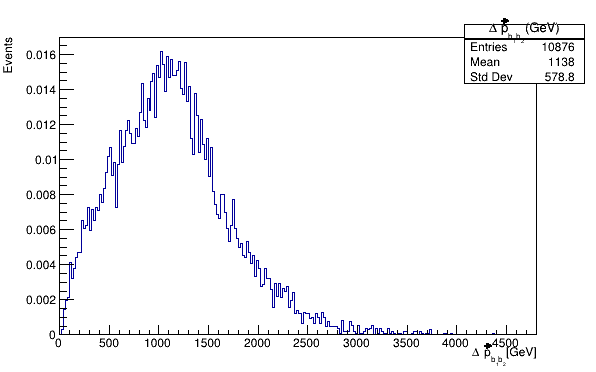 Δ p⃗_{b_1b_2} (GeV)
Entries 10876
Mean 1138
Std Dev 578.8
Events
0.016
0.014
0.012
0.01
0.008
0.006
0.004
0.002
0
0 500 1000 1500 2000 2500 3000 3500 4000 4500
Δ p⃗_{b_1b_2} [GeV]